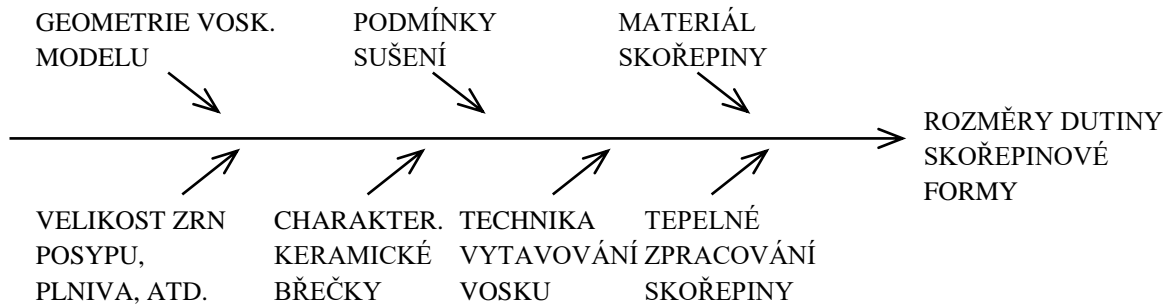 GEOMETRIE VOSK.
MODELU
PODMÍNKY
SUŠENÍ
MATERIÁL
SKOŘEPINY
ROZMĚRY DUTINY
SKOŘEPINOVÉ
FORMY
VELIKOST ZRN
POSYPU,
PLNIVA, ATD.
CHARAKTER.
KERAMICKÉ
BŘEČKY
TECHNIKA
VYTAVOVÁNÍ
VOSKU
TEPELNÉ
ZPRACOVÁNÍ
SKOŘEPINY